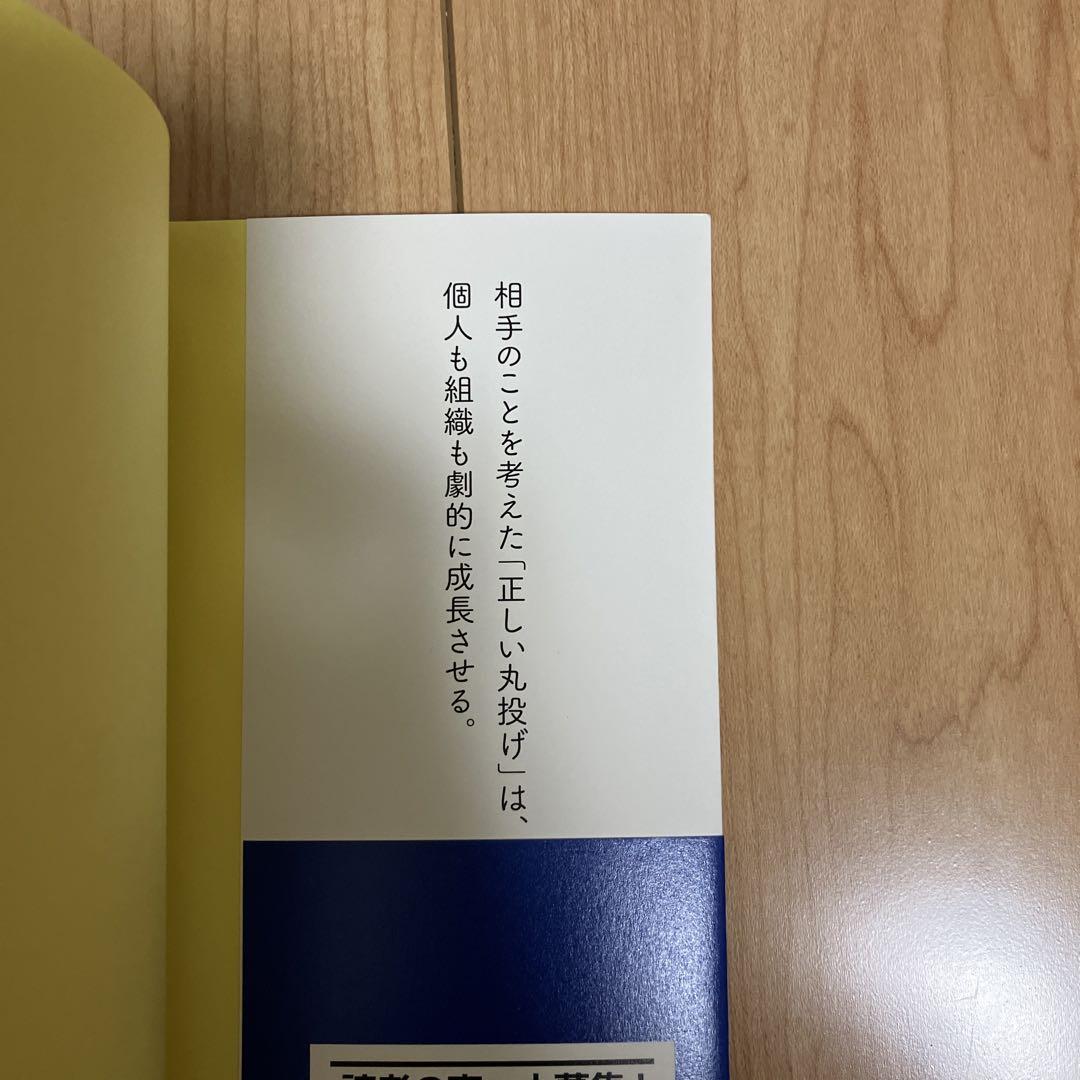 相手のことを考えた「正しい丸投げ」は、
個人も組織も劇的に成長させる。